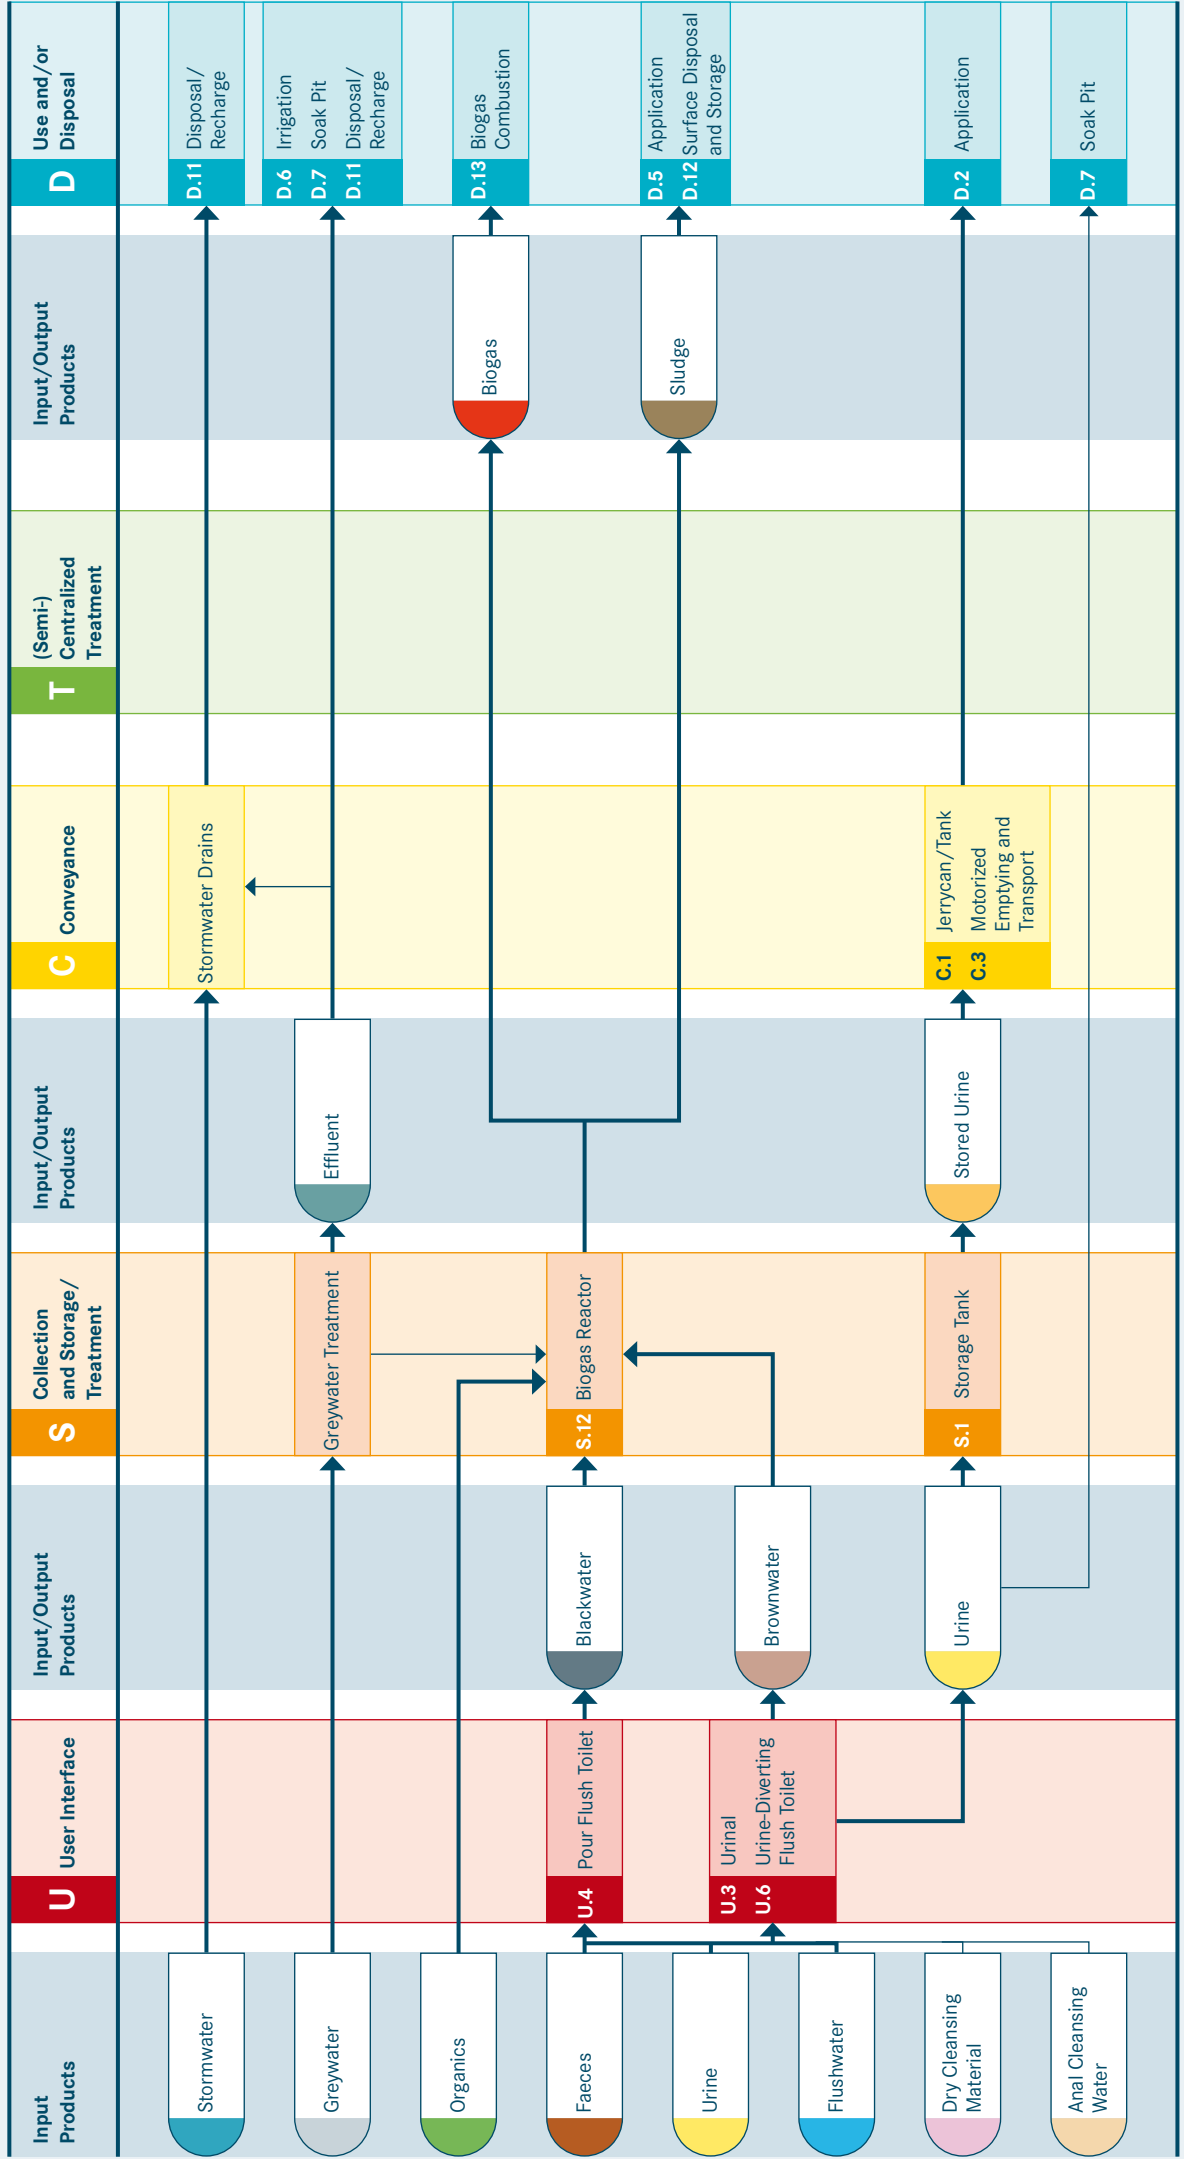 Input
Products
U
User Interface
Input/Output
Products
S
Collection
and Storage/
Treatment
Input/Output
Products
C
Conveyance
T
(Semi-)
Centralized
Treatment
Input/Output
Products
D
Use and/or
Disposal
Stormwater
Stormwater Drains
D.11
Disposal/
Recharge
Greywater
Greywater Treatment
Effluent
D.6
Irrigation
D.7
Soak Pit
D.11
Disposal/
Recharge
Organics
Biogas
D.13
Biogas
Combustion
Faeces
U.4
Pour Flush Toilet
Blackwater
S.12
Biogas Reactor
Sludge
D.5
Application
D.12
Surface Disposal
and Storage
Urine
U.3
Urinal
U.6
Urine-Diverting
Flush Toilet
Brownwater
Flushwater
Dry Cleansing
Material
Urine
S.1
Storage Tank
Stored Urine
C.1
Jerrycan/Tank
C.3
Motorized
Emptying and
Transport
D.2
Application
Anal Cleansing
Water
D.7
Soak Pit